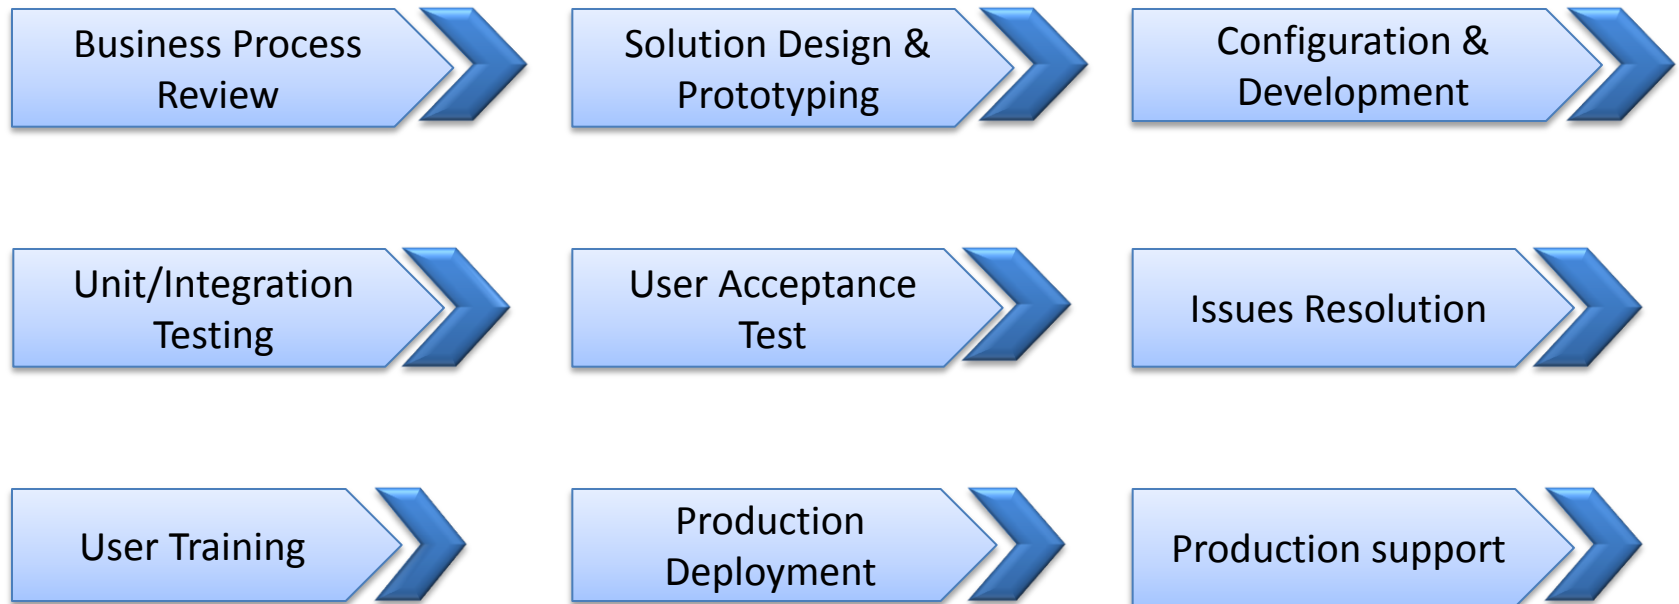 Business Process
Review
Solution Design &
Prototyping
Configuration &
Development
Unit/Integration
Testing
User Acceptance
Test
Issues Resolution
User Training
Production
Deployment
Production support